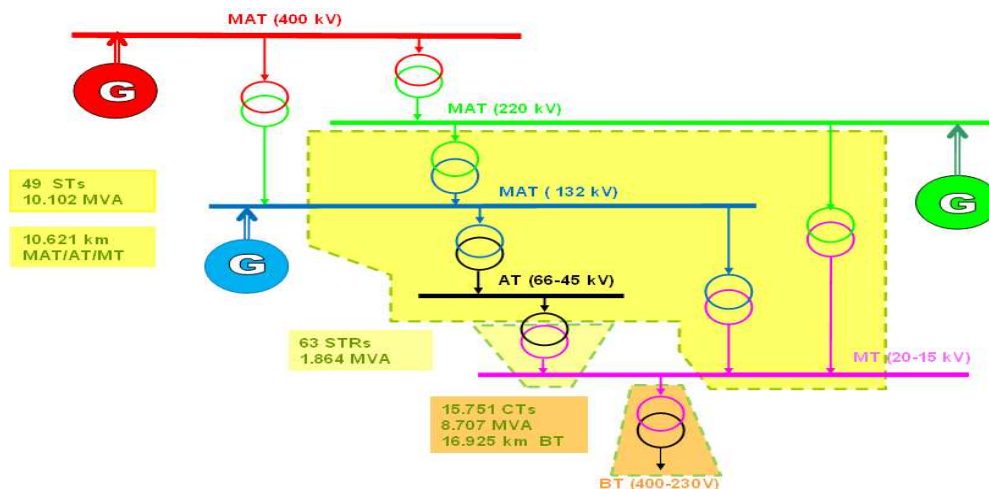 MAT (400 kV)
G
MAT (220 kV)
49 STs
10.102 MVA
MAT ( 132 kV)
G
10.621 km
MAT/AT/MT
G
AT (66-45 kV)
63 STRs
1.864 MVA
MT (20-15 kV)
15.751 CTs
8.707 MVA
16.925 km BT
BT (400-230V)